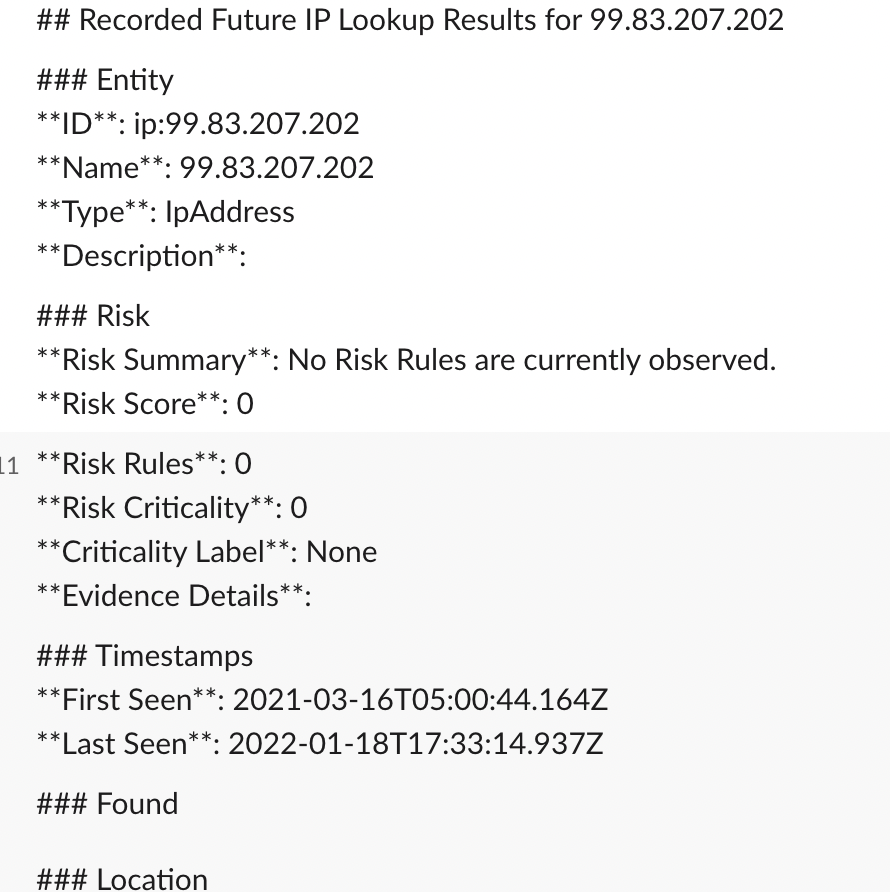 ## Recorded Future IP Lookup Results for 99.83.207.202
### Entity
**ID**: ip:99.83.207.202
**Name**: 99.83.207.202
**Type**: IpAddress
**Description**:
### Risk
**Risk Summary**: No Risk Rules are currently observed.
**Risk Score**: 0
11 **Risk Rules**: 0
**Risk Criticality**: 0
**Criticality Label**: None
**Evidence Details**:
### Timestamps
**First Seen**: 2021-03-16T05:00:44.164Z
**Last Seen**: 2022-01-18T17:33:14.937Z
### Found
### Location